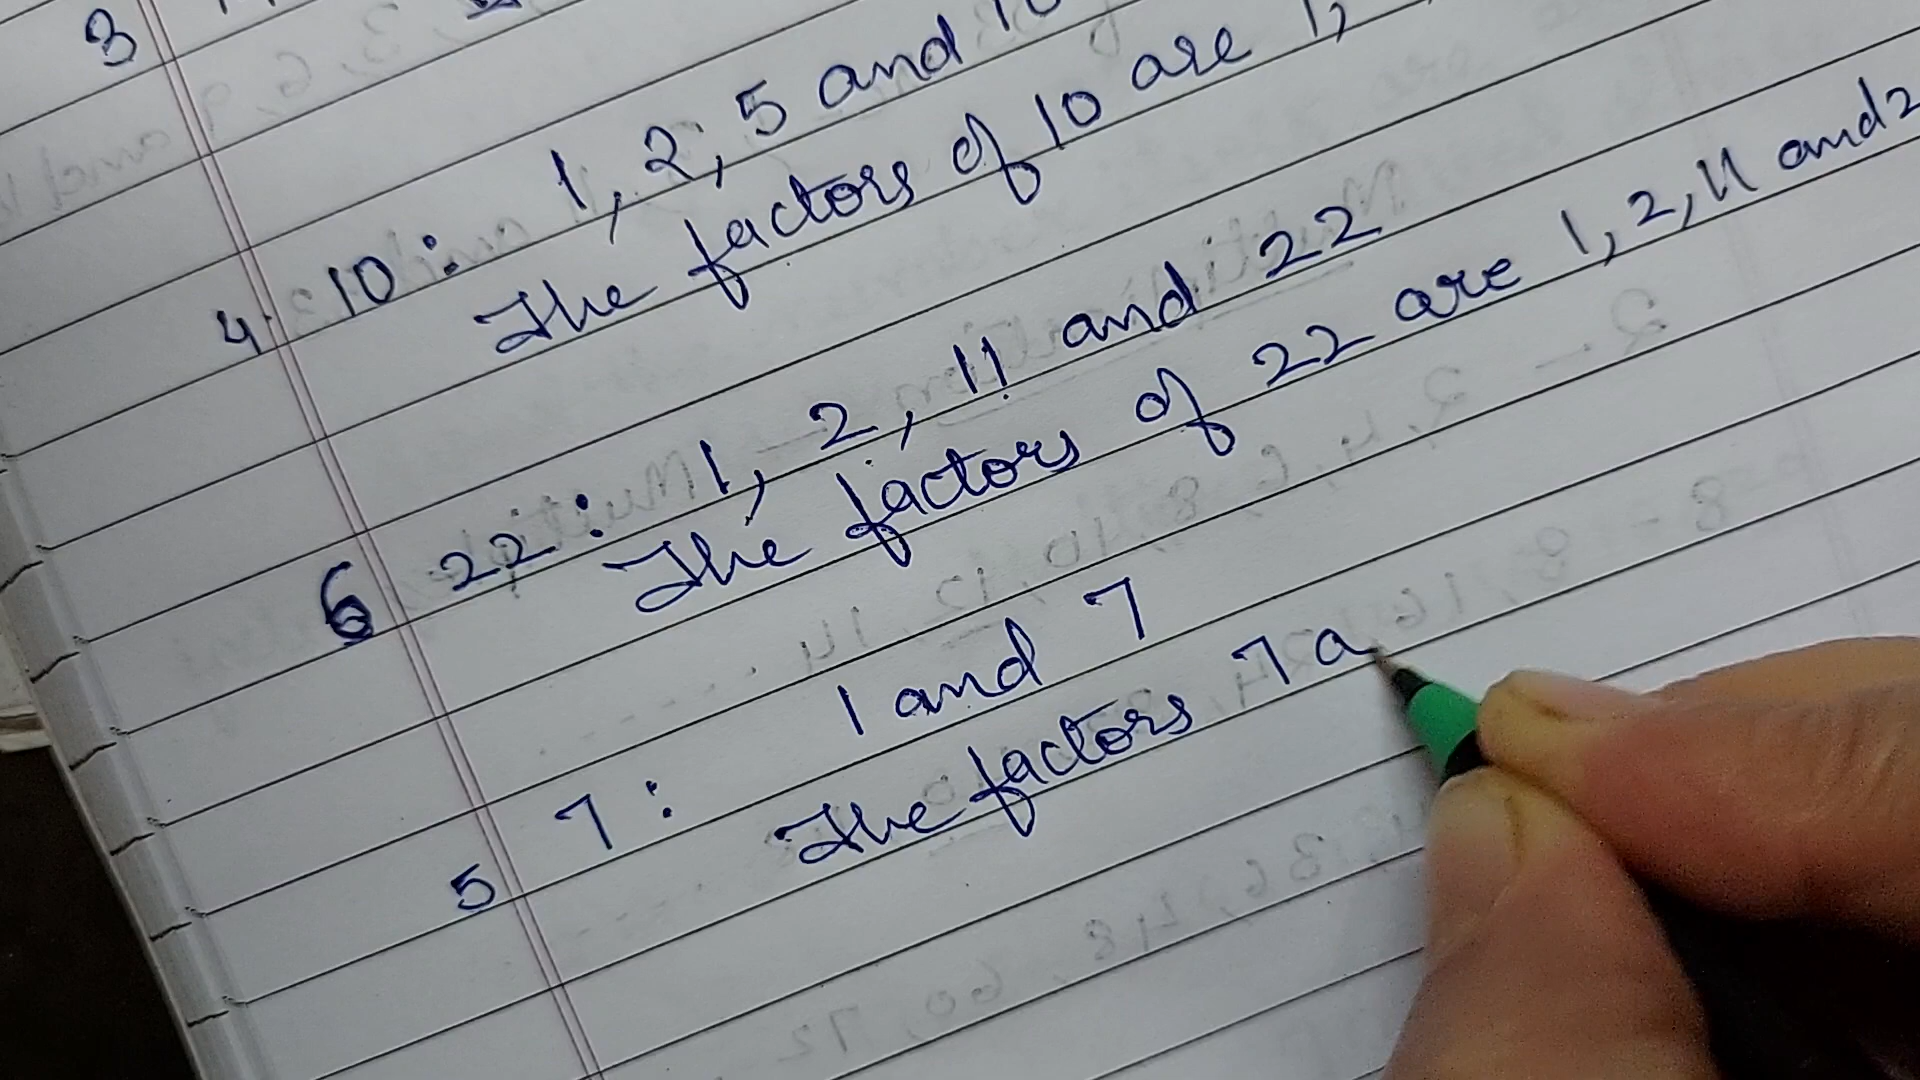 3
1, 2, 5 and 10
4. 10 :
The factors of 10 are 1,
1, 2, 11 and 22
6 22 :
The factors of 22 are 1, 2, 11 and 2
1 and 7
5 7 :
The factors 7 a